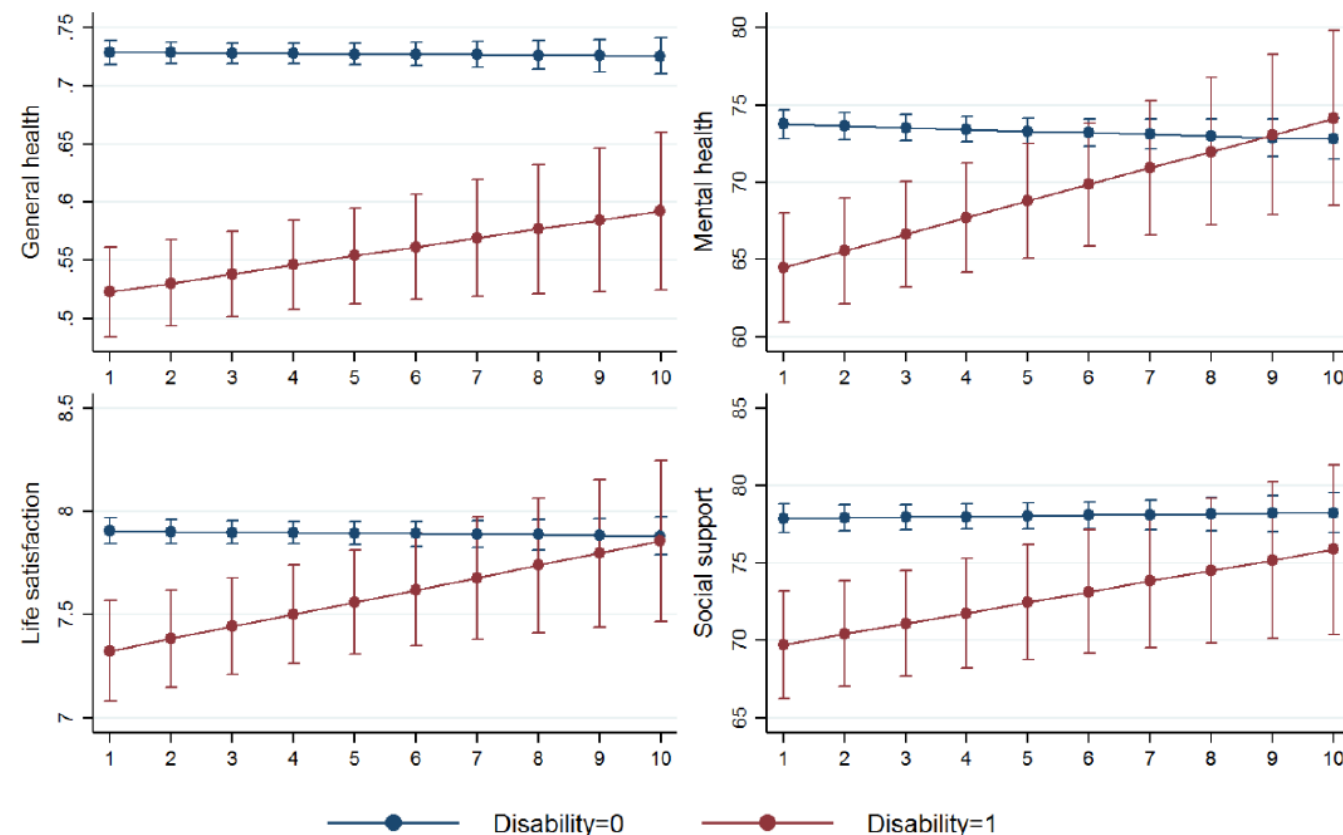 General health
.75
.7
.65
.6
.55
.5
1 2 3 4 5 6 7 8 9 10
Mental health
80
75
70
65
60
1 2 3 4 5 6 7 8 9 10
Life satisfaction
8.5
8
7.5
7
1 2 3 4 5 6 7 8 9 10
Social support
85
80
75
70
65
1 2 3 4 5 6 7 8 9 10
Disability=0 Disability=1